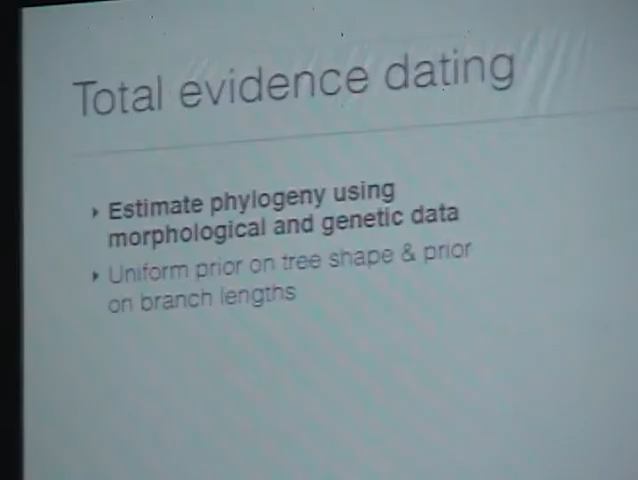 Total evidence dating
Estimate phylogeny using
morphological and genetic data
Uniform prior on tree shape & prior
on branch lengths